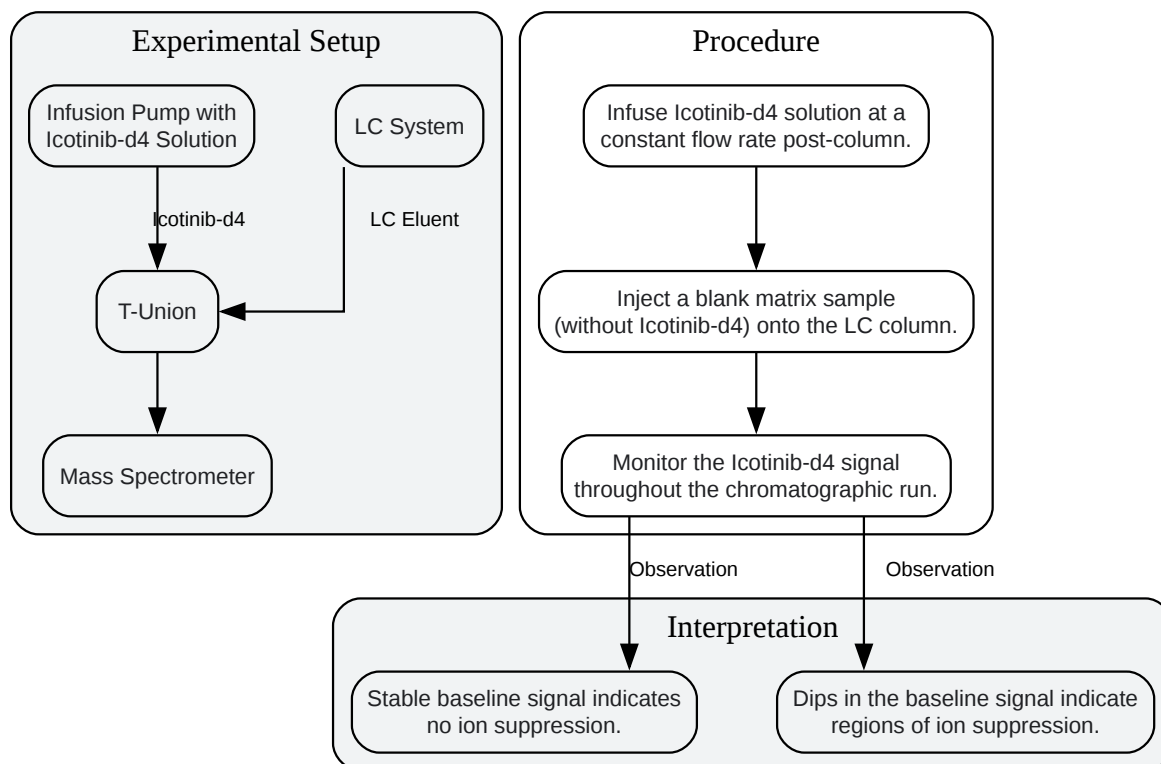 Experimental Setup
Infusion Pump with
Icotinib-d4 Solution
LC System
Icotinib-d4
LC Eluent
T-Union
Mass Spectrometer
Procedure
Infuse Icotinib-d4 solution at a
constant flow rate post-column.
Inject a blank matrix sample
(without Icotinib-d4) onto the LC column.
Monitor the Icotinib-d4 signal
throughout the chromatographic run.
Observation
Observation
Interpretation
Stable baseline signal indicates
no ion suppression.
Dips in the baseline signal indicate
regions of ion suppression.